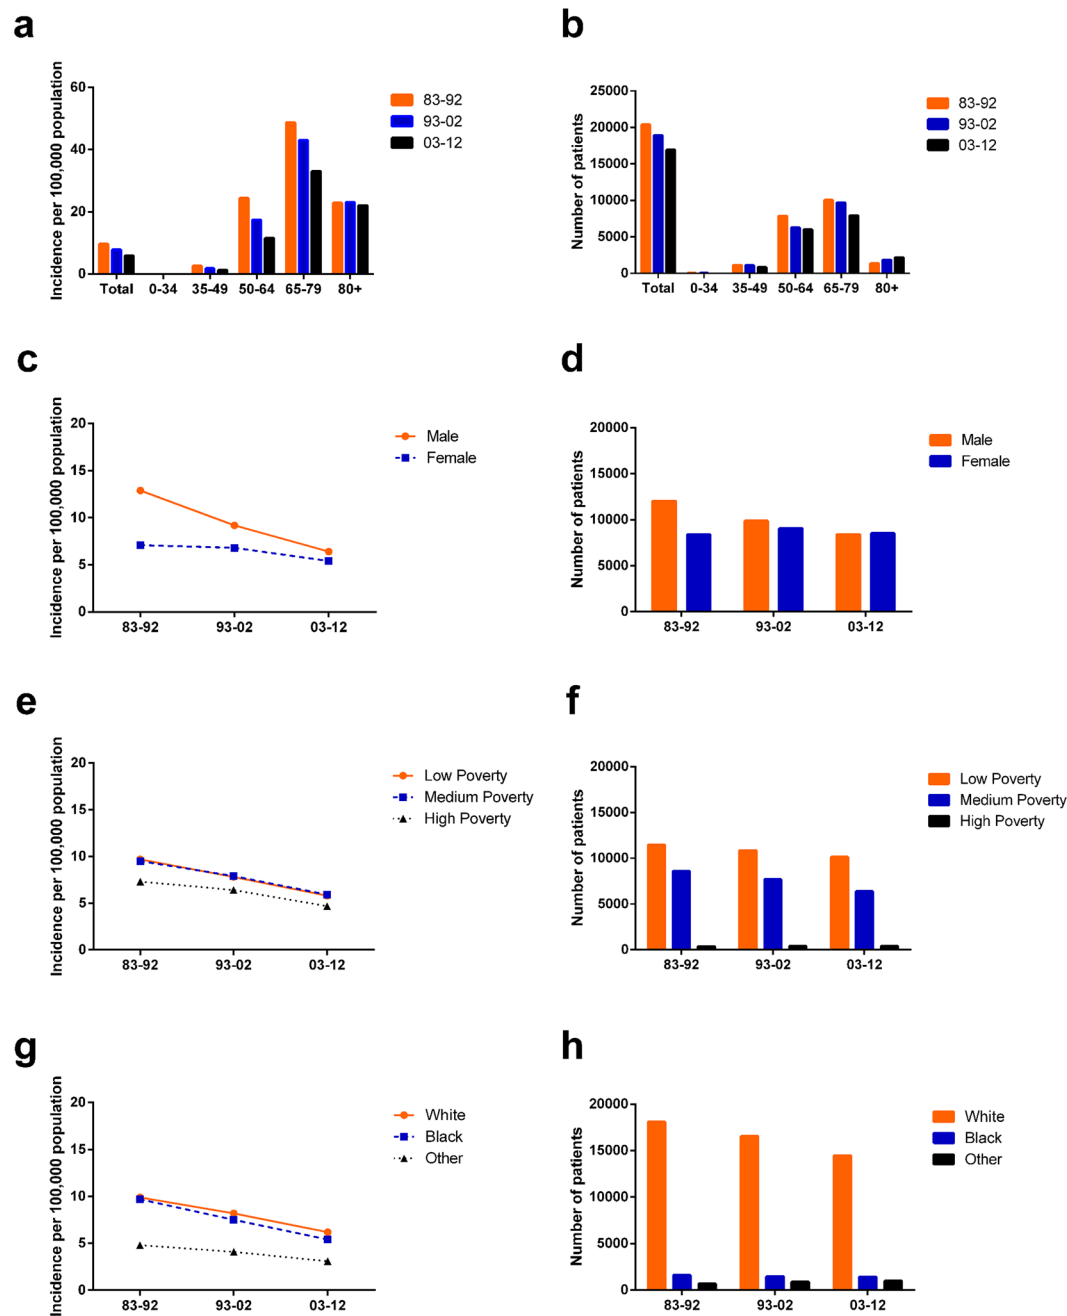 a
Incidence per 100,000 population
60
40
20
0
Total 0-34 35-49 50-64 65-79 80+
83-92
93-02
03-12
b
Number of patients
25000
20000
15000
10000
5000
0
Total 0-34 35-49 50-64 65-79 80+
83-92
93-02
03-12
c
Incidence per 100,000 population
20
15
10
5
0
83-92 93-02 03-12
Male
Female
d
Number of patients
20000
15000
10000
5000
0
83-92 93-02 03-12
Male
Female
e
Incidence per 100,000 population
20
15
10
5
0
83-92 93-02 03-12
Low Poverty
Medium Poverty
High Poverty
f
Number of patients
20000
15000
10000
5000
0
83-92 93-02 03-12
Low Poverty
Medium Poverty
High Poverty
g
Incidence per 100,000 population
20
15
10
5
0
83-92 93-02 03-12
White
Black
Other
h
Number of patients
20000
15000
10000
5000
0
83-92 93-02 03-12
White
Black
Other